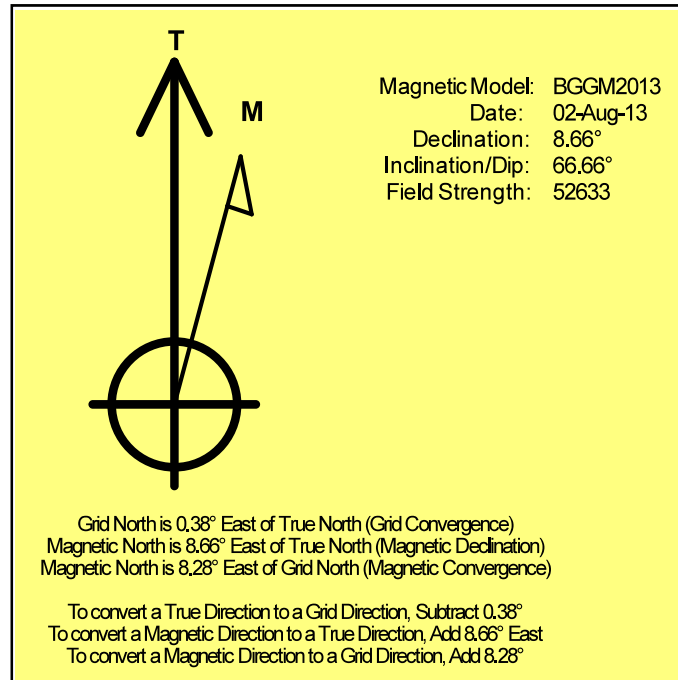 T
M
Magnetic Model: BGGM2013
Date: 02-Aug-13
Declination: 8.66°
Inclination/Dip: 66.66°
Field Strength: 52633
Grid North is 0.38° East of True North (Grid Convergence)
Magnetic North is 8.66° East of True North (Magnetic Declination)
Magnetic North is 8.28° East of Grid North (Magnetic Convergence)
To convert a True Direction to a Grid Direction, Subtract 0.38°
To convert a Magnetic Direction to a True Direction, Add 8.66° East
To convert a Magnetic Direction to a Grid Direction, Add 8.28°